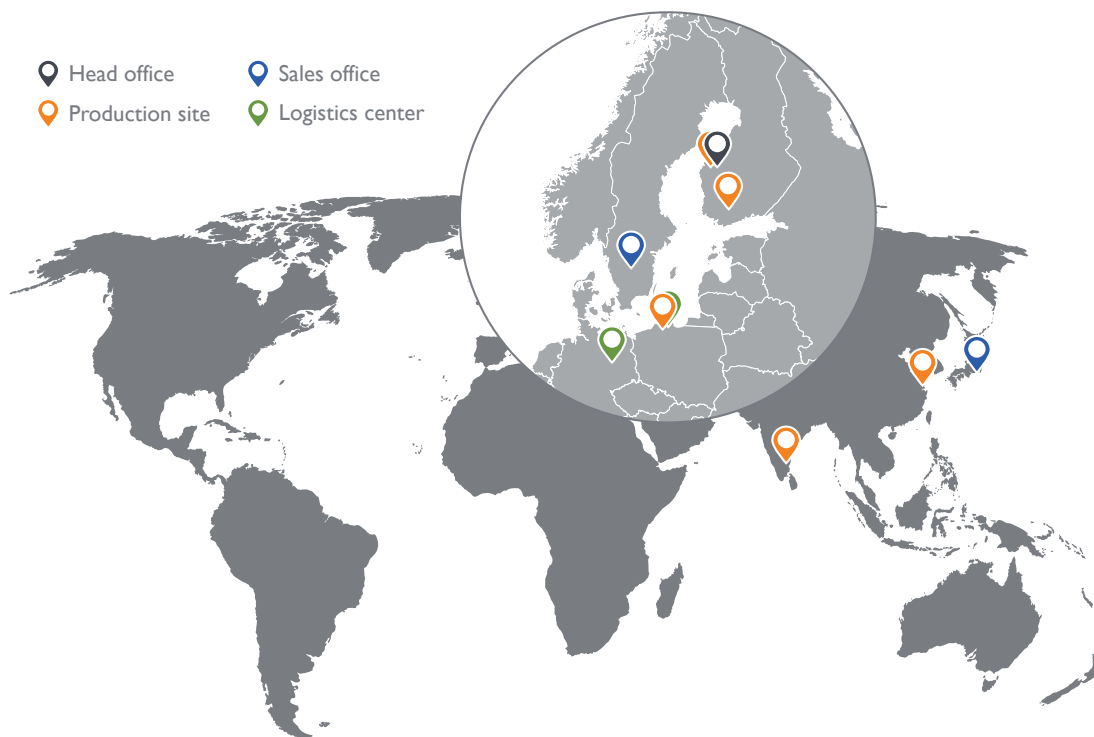 Head office
Sales office
Production site
Logistics center